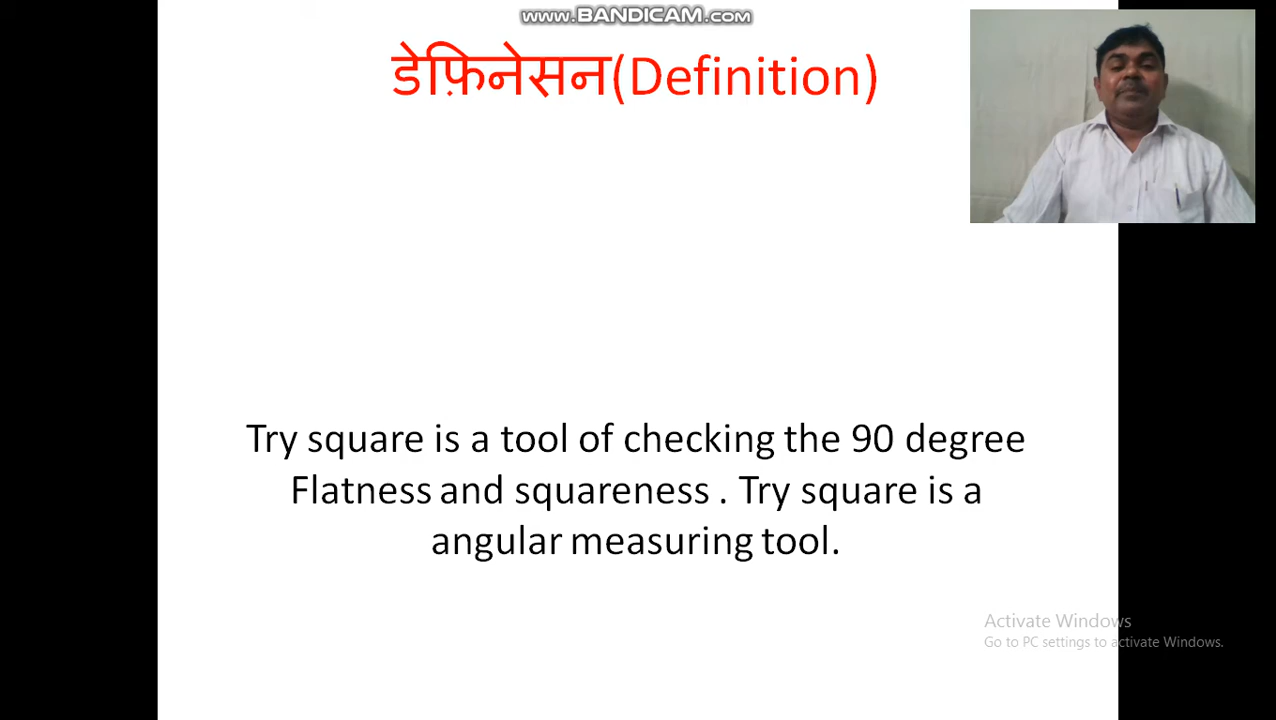 www.BANDICAM.com
डेफ़िनेसन(Definition)
Try square is a tool of checking the 90 degree
Flatness and squareness . Try square is a
angular measuring tool.
Activate Windows
Go to PC settings to activate Windows.